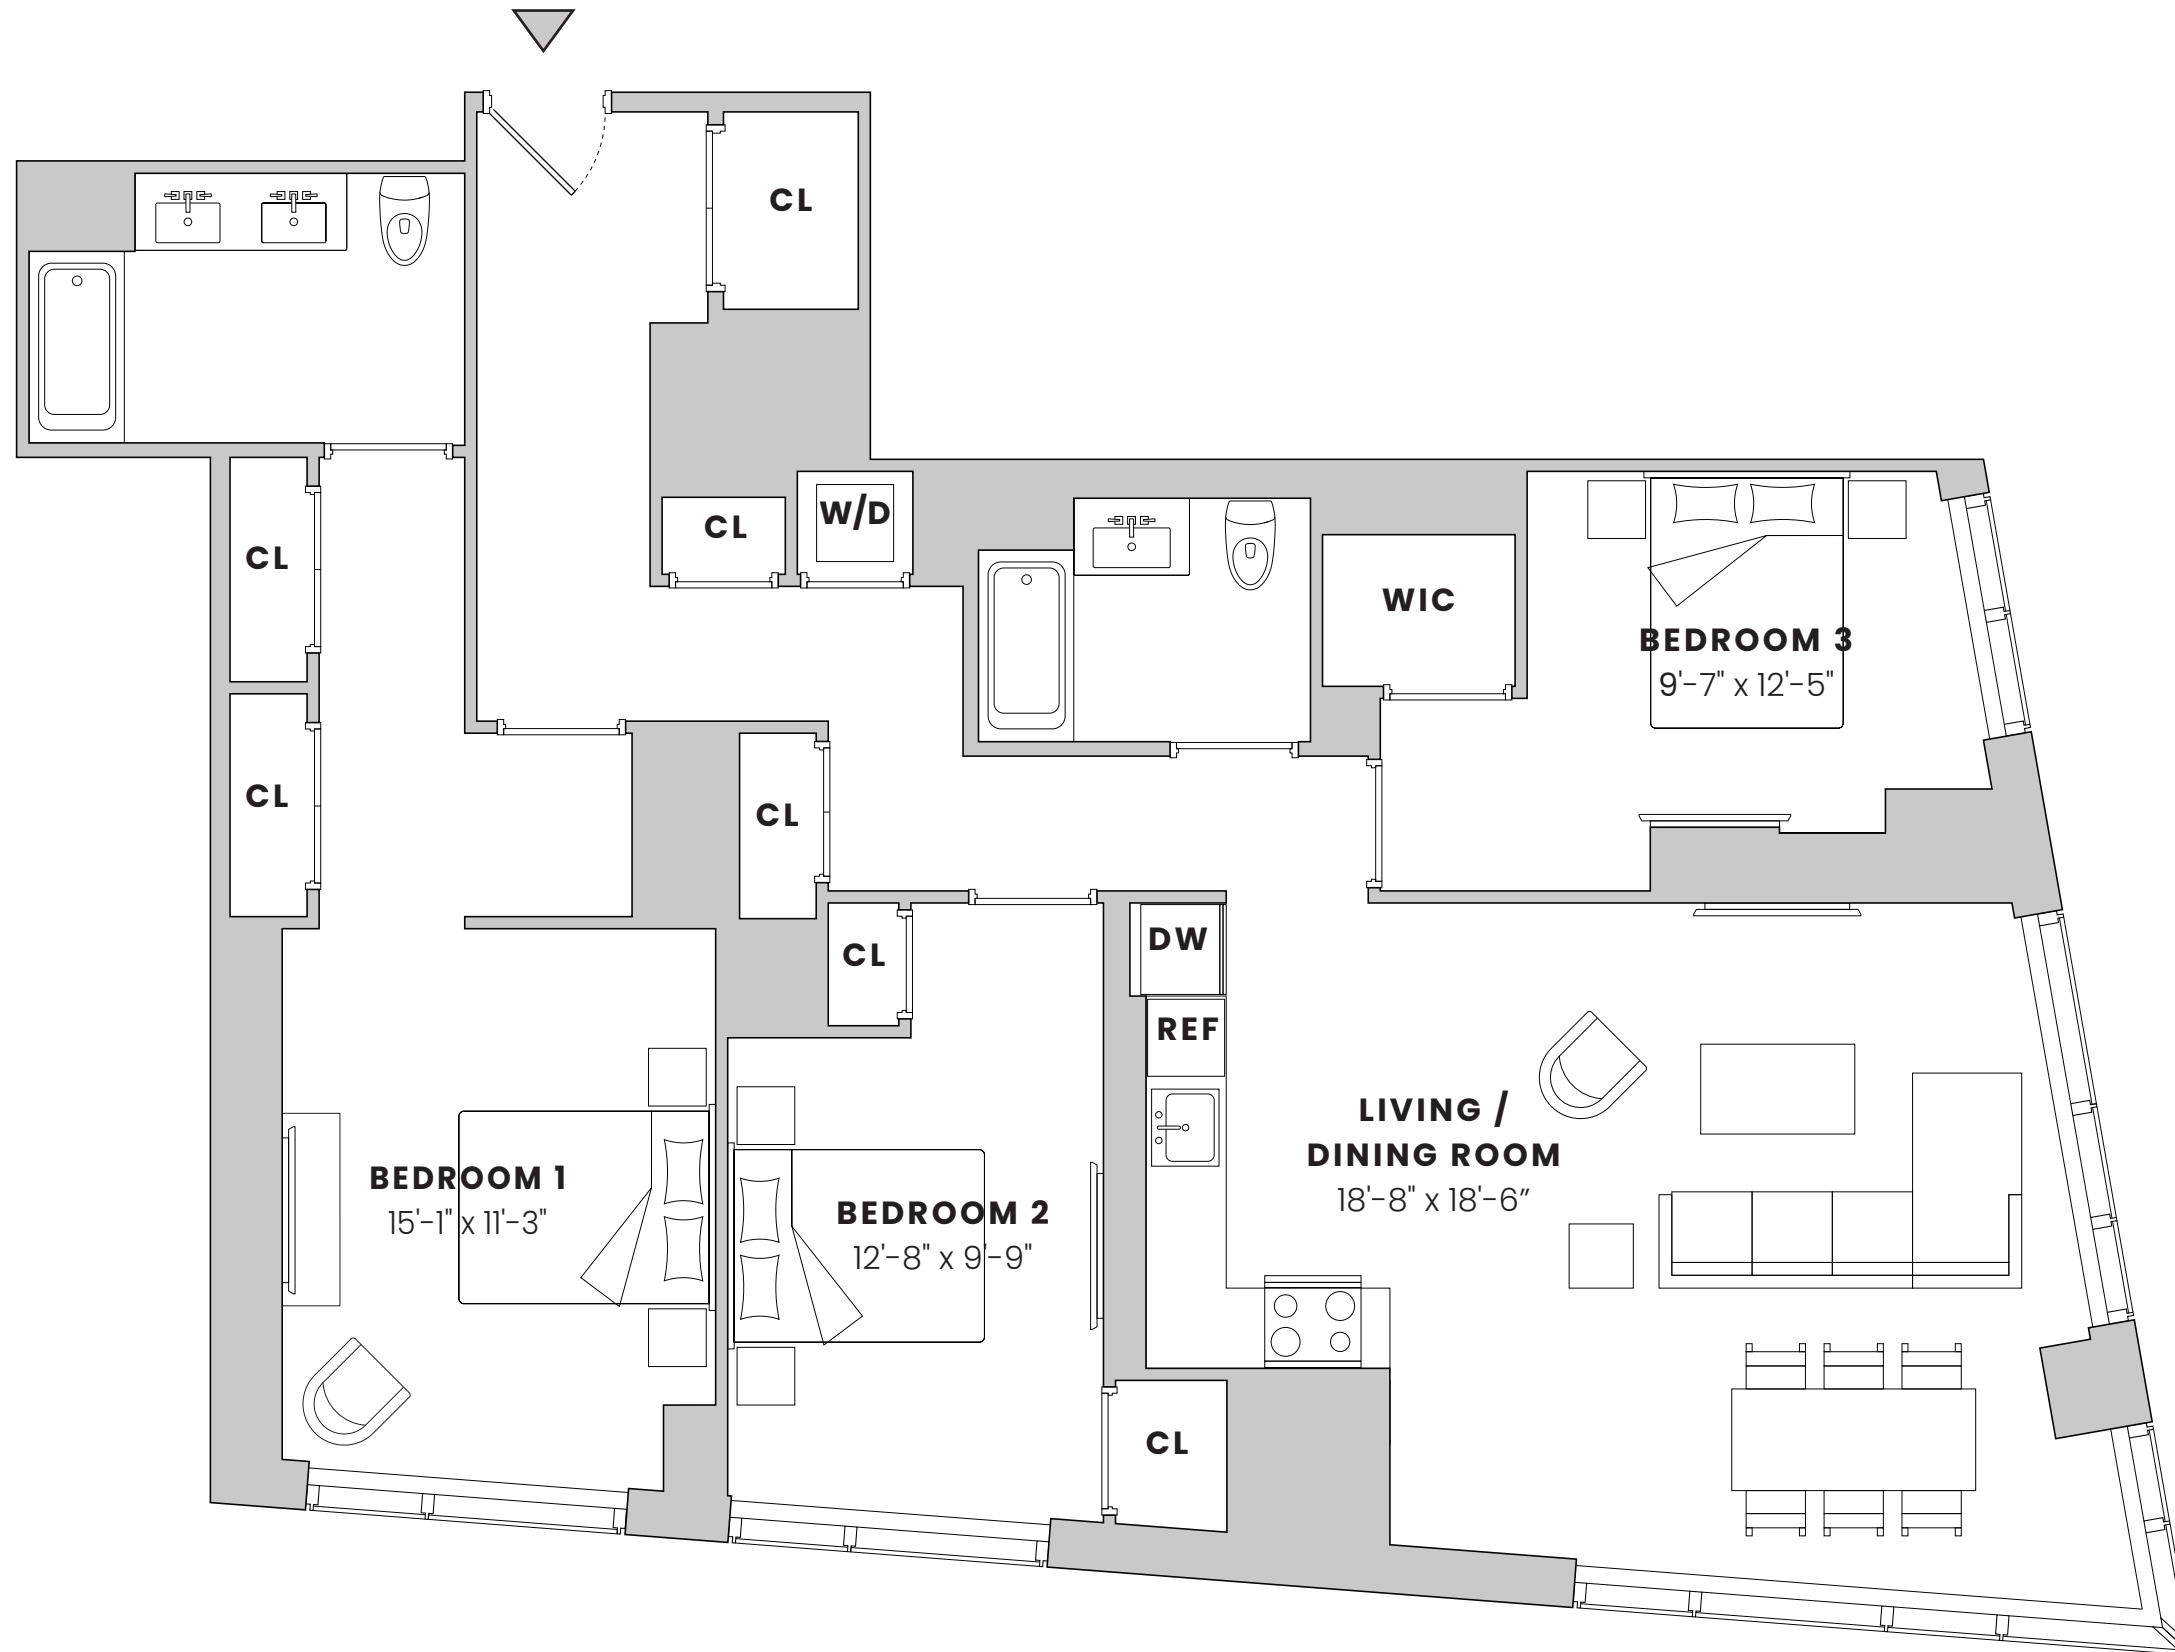 CL
CL
W/D
CL
WIC
BEDROOM 3
9'-7" x 12'-5"
CL
CL
DW
CL
REF
LIVING /
DINING ROOM
18'-8" x 18'-6”
BEDROOM 1
15'-1" x 11'-3"
BEDROOM 2
12'-8" x 9'-9"
CL